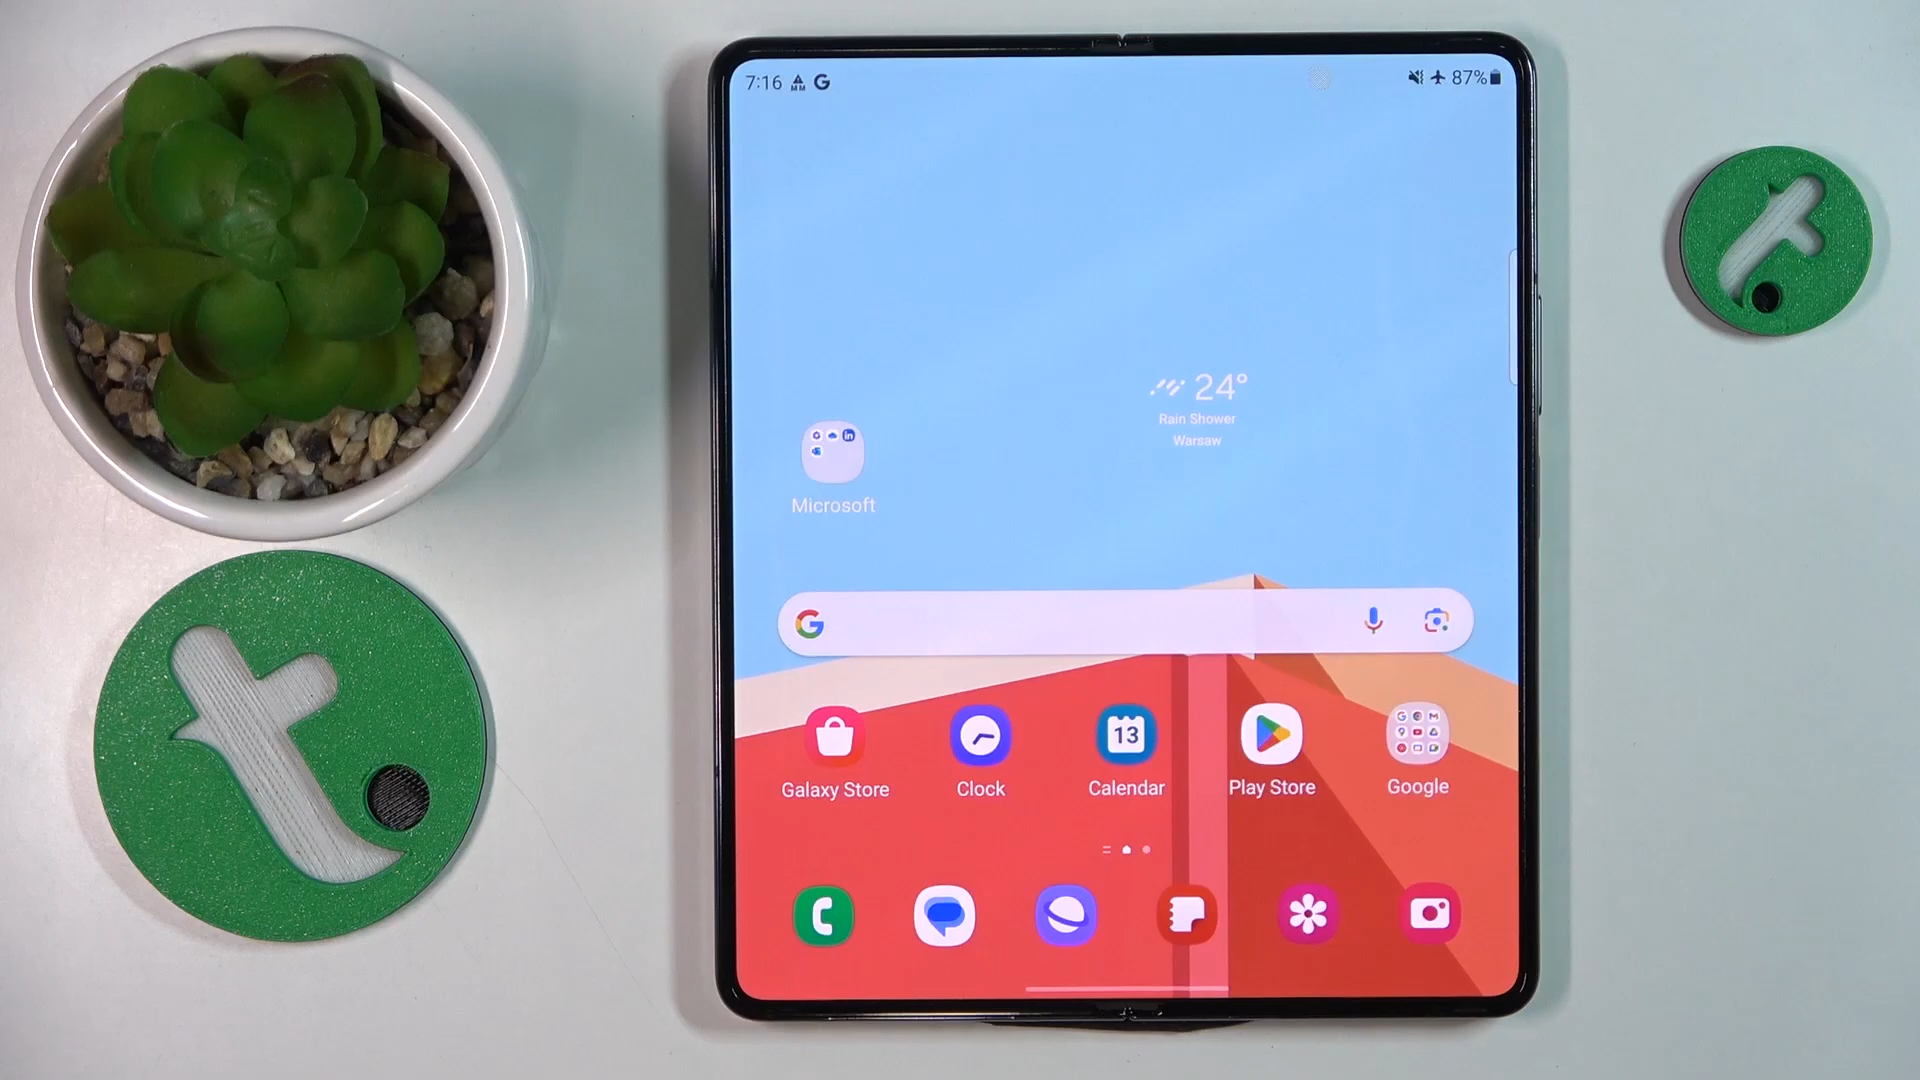 7:16
87%
24°
Rain Shower
Warsaw
Microsoft
13
Galaxy Store
Clock
Calendar
Play Store
Google
t.
t.